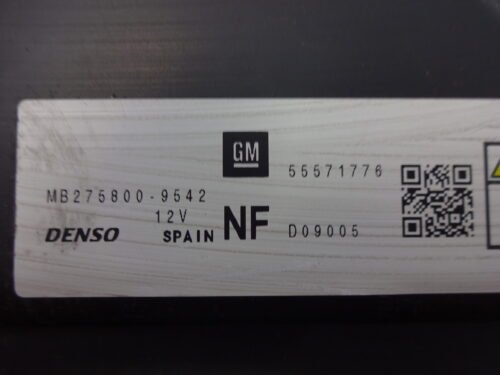 GM
55571776
MB275800-9542
12V
NF
DENSO
SPAIN
D09005